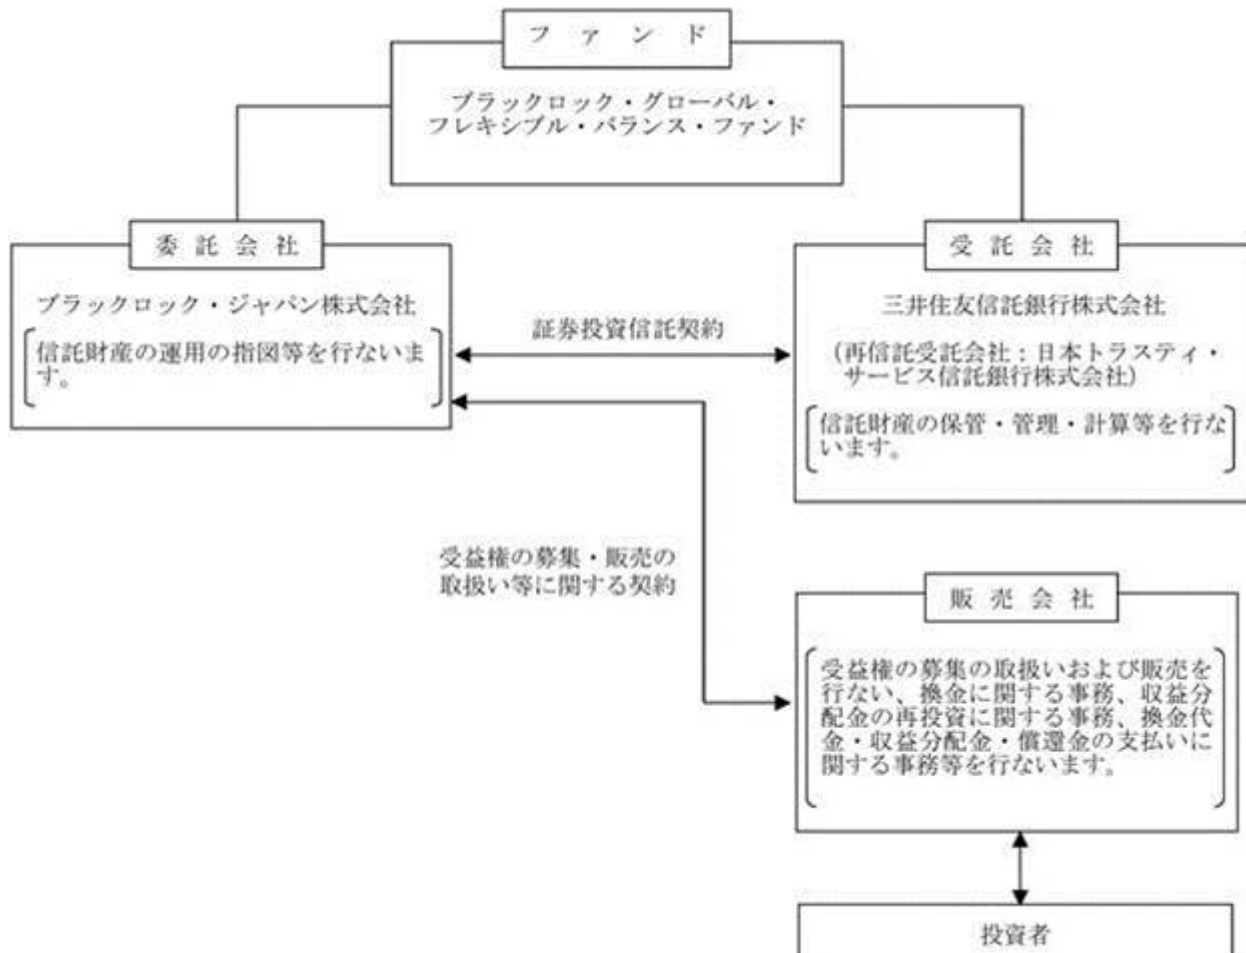 ファンド
ブラックロック・グローバル・
フレキシブル・バランス・ファンド
委託会社
ブラックロック・ジャパン株式会社
信託財産の運用の指図等を行ないま
す。
証券投資信託契約
受託会社
三井住友信託銀行株式会社
(再信託受託会社:日本トラスティ・
サービス信託銀行株式会社)
信託財産の保管・管理・計算等を行な
います。
受益権の募集・販売の
取扱い等に関する契約
販売会社
受益権の募集の取扱いおよび販売を
行ない、換金に関する事務、収益分
配金の再投資に関する事務、換金代
金・収益分配金・償還金の支払いに
関する事務等を行ないます。
投資者